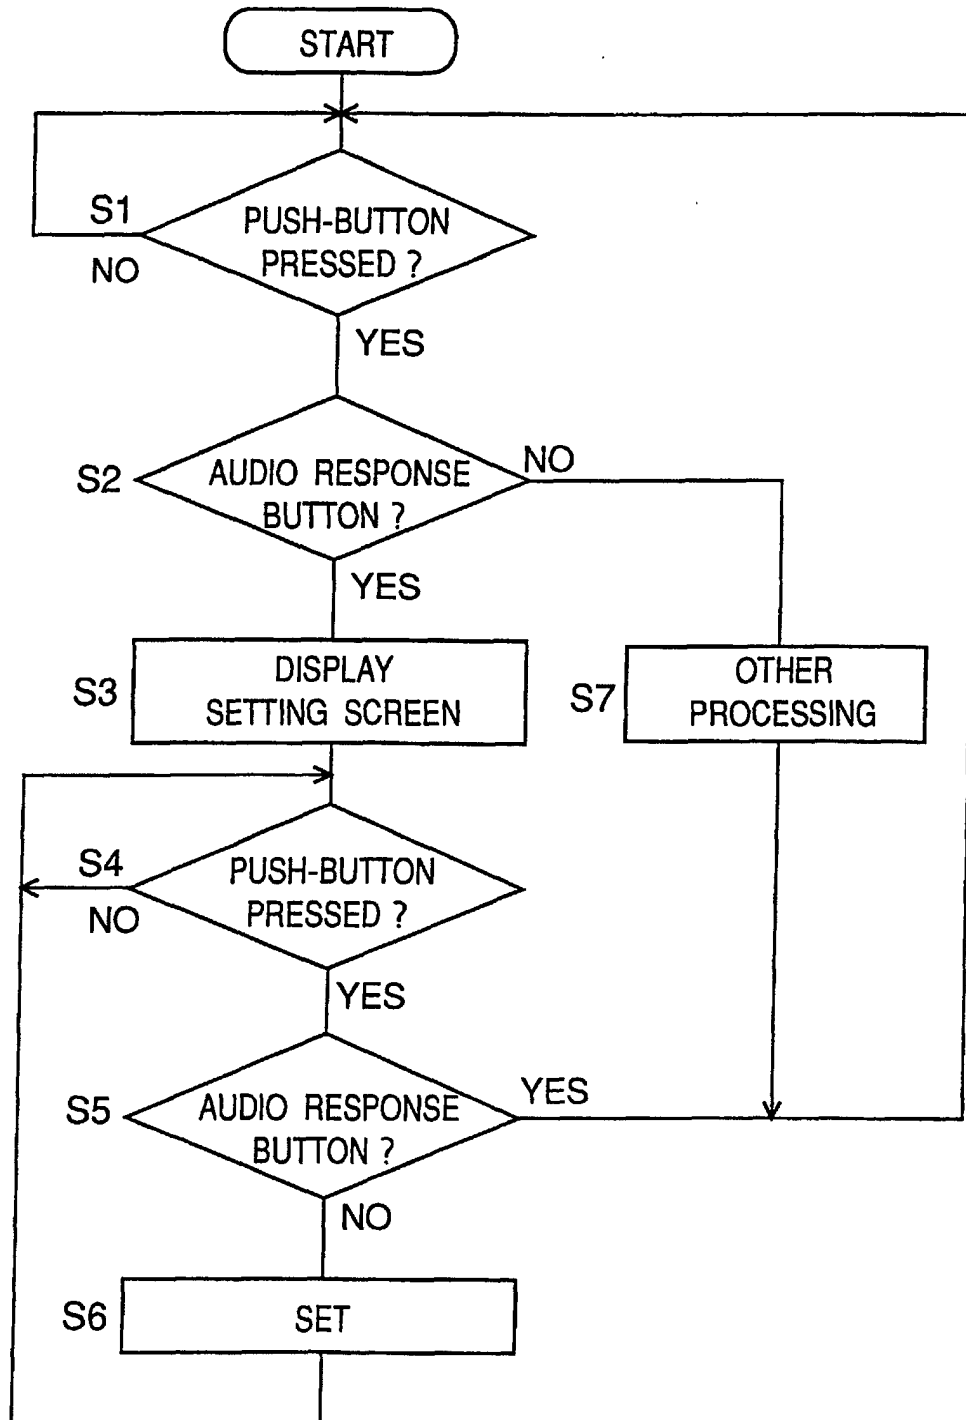 START
S1
PUSH-BUTTON
PRESSED ?
NO
YES
S2
AUDIO RESPONSE
BUTTON ?
NO
YES
S3
DISPLAY
SETTING SCREEN
S7
OTHER
PROCESSING
S4
PUSH-BUTTON
PRESSED ?
NO
YES
S5
AUDIO RESPONSE
BUTTON ?
YES
NO
S6
SET